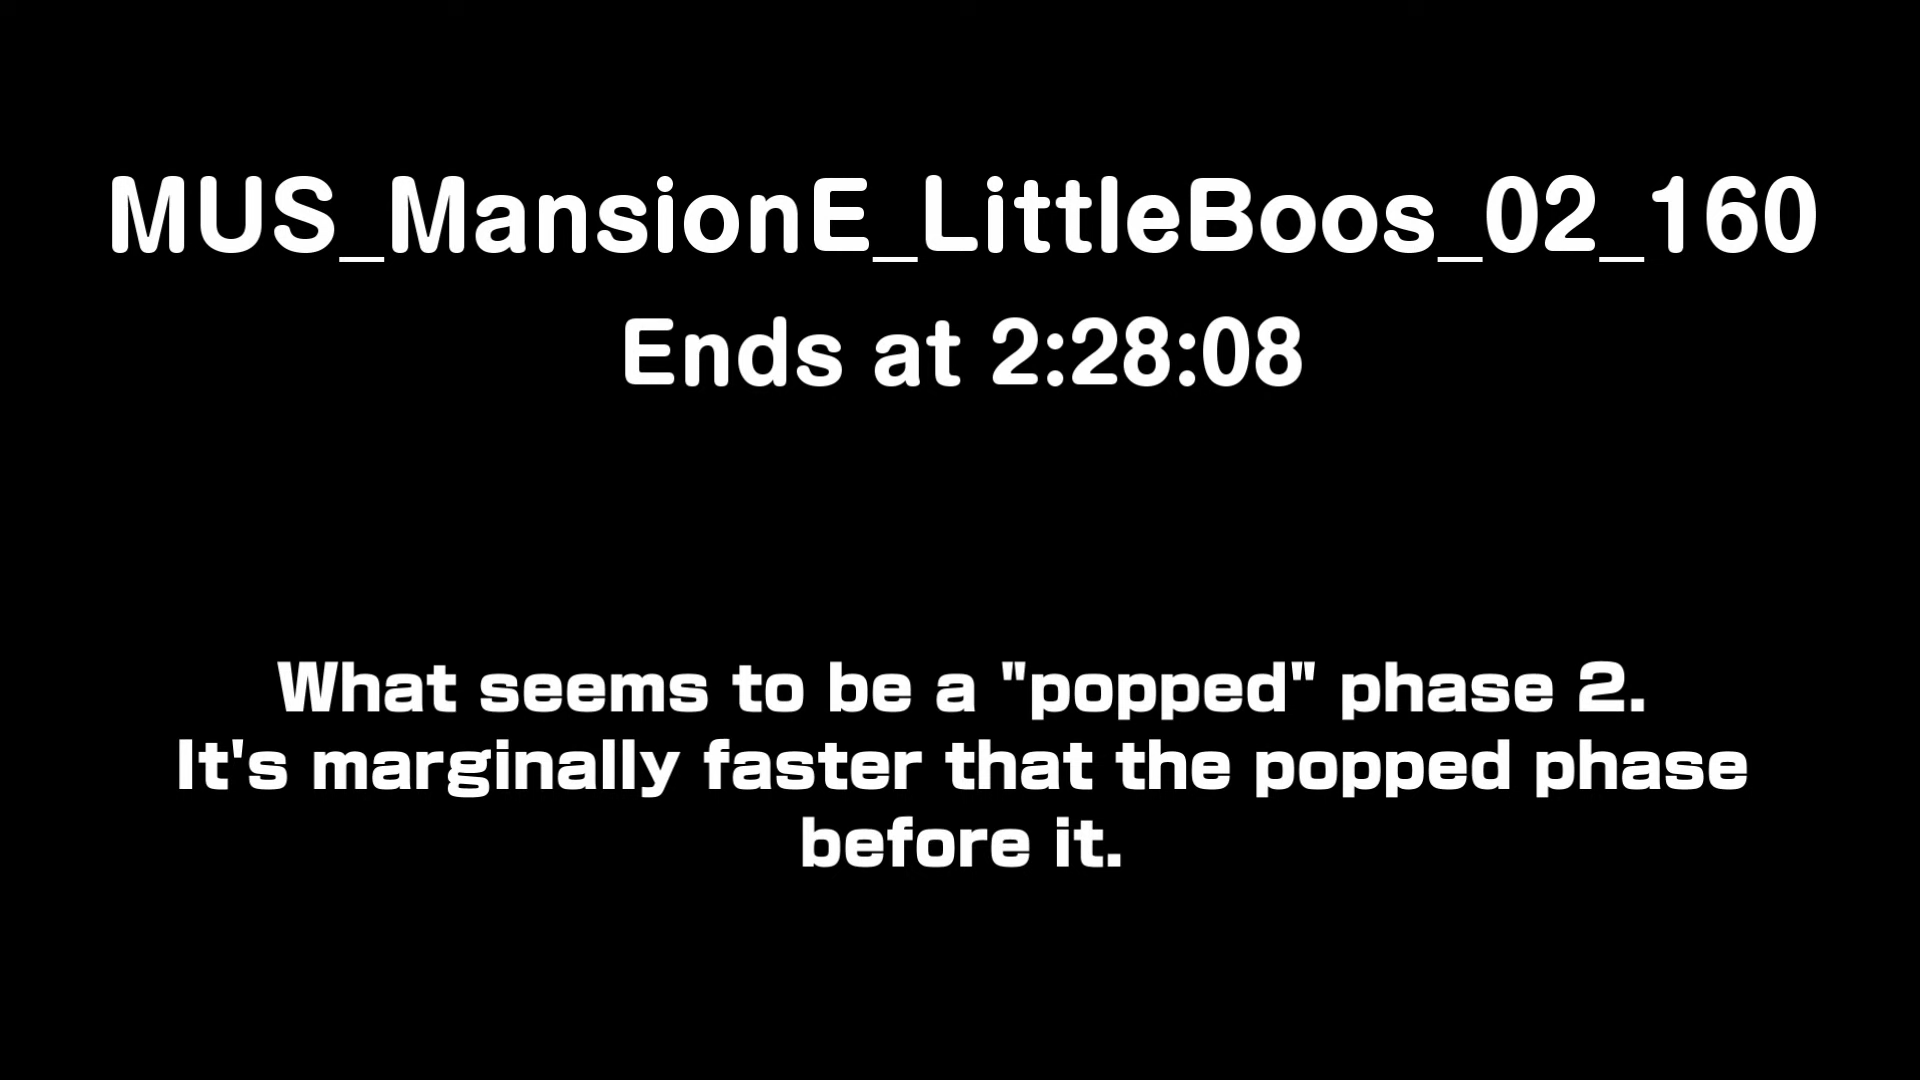 MUS_MansionE_LittleBoos_02_160
Ends at 2:28:08
What seems to be a "popped" phase 2.
It's marginally faster that the popped phase
before it.